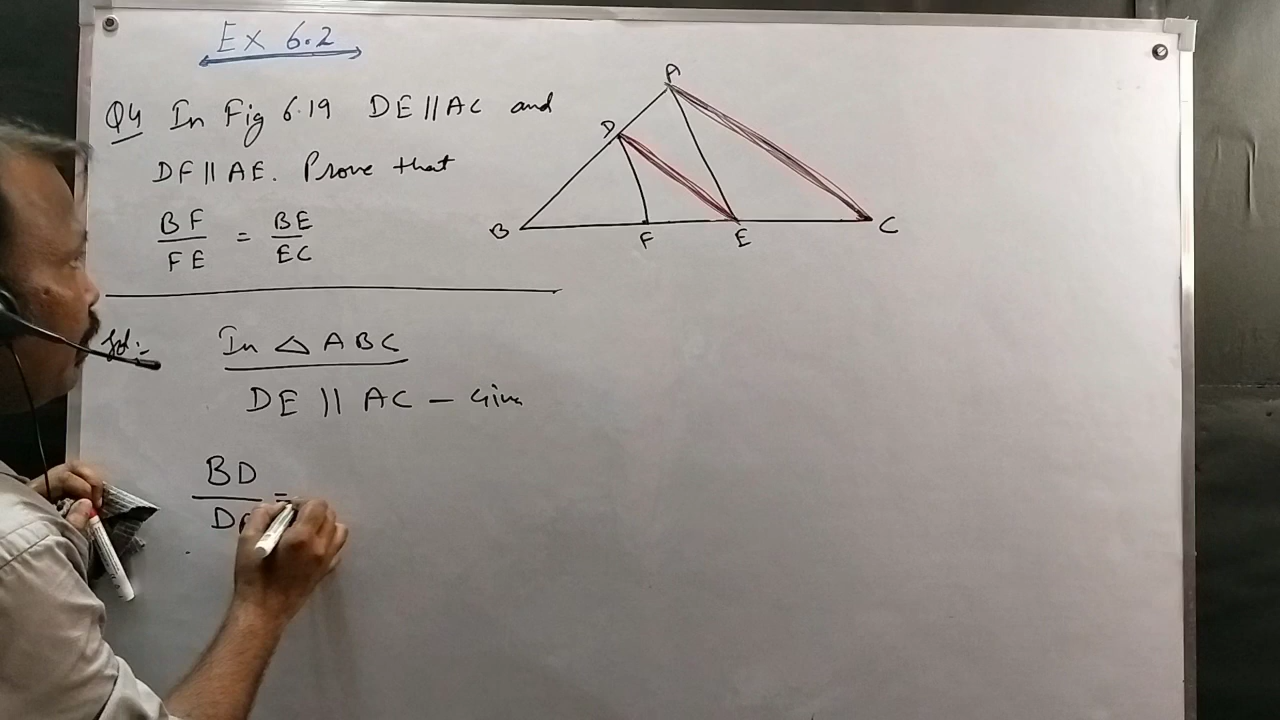 Ex 6.2
Q4 In Fig 6.19 DE || AC and
DF || AE. Prove that
BF/FE = BE/EC
A
D
B
F
E
C
Sol:-
In △ ABC
DE || AC –
BD
=